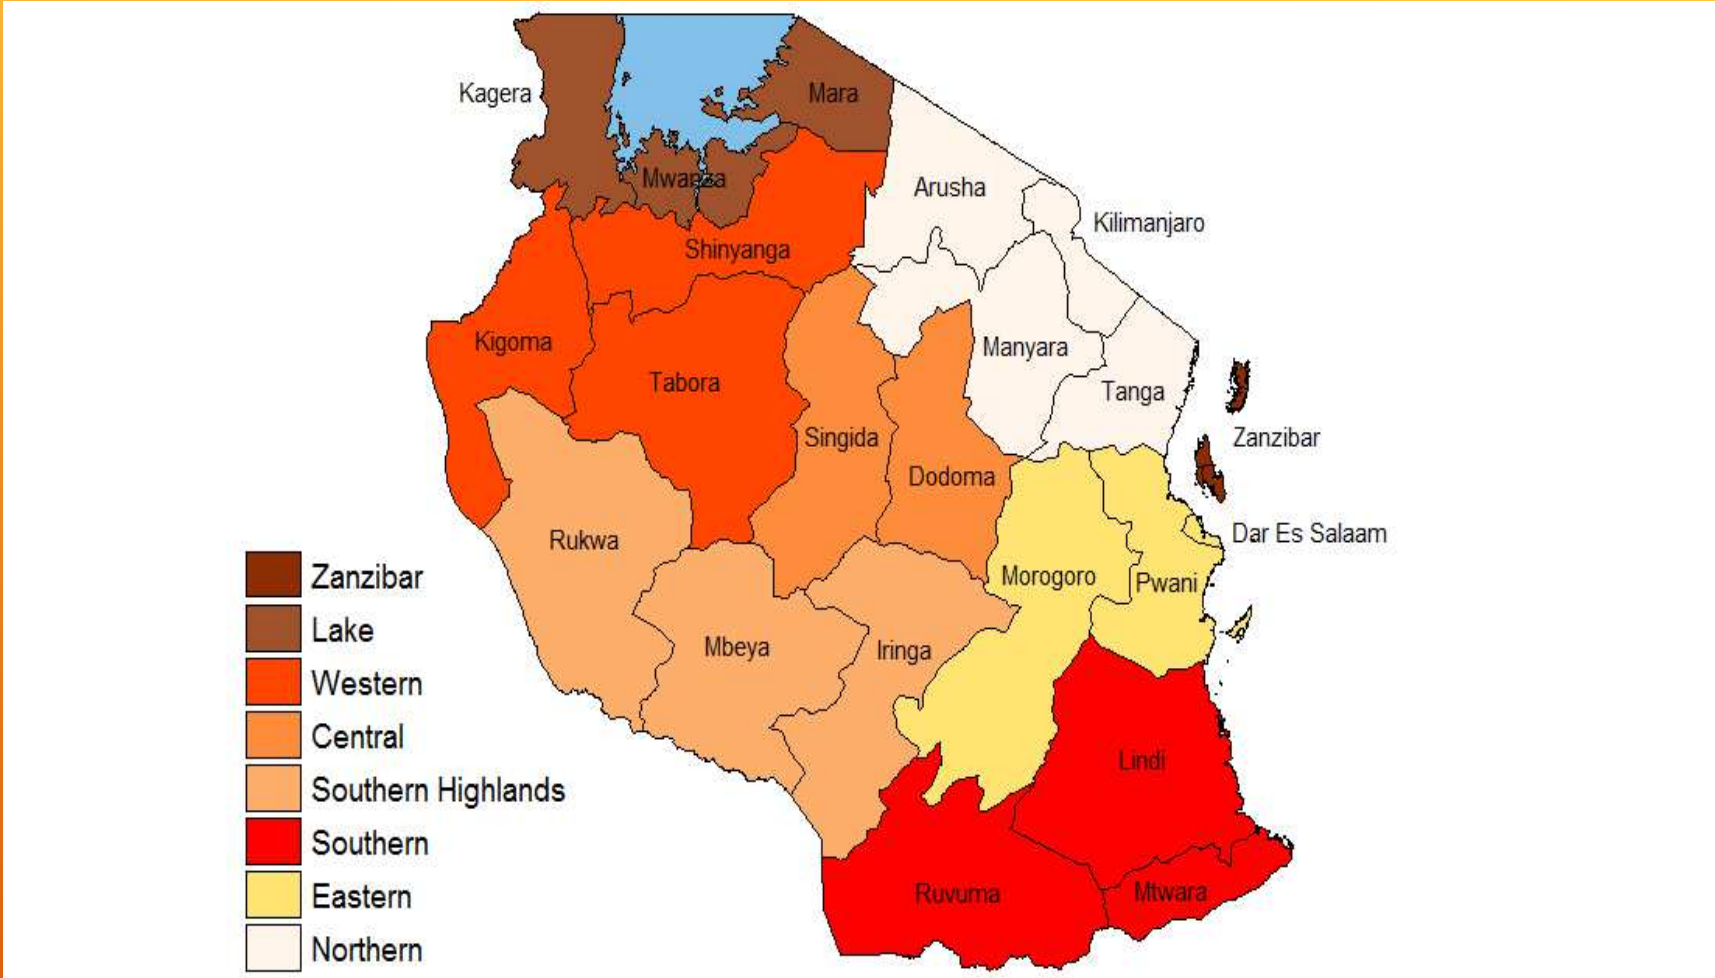 Kagera
Mara
Mwanza
Arusha
Kilimanjaro
Shinyanga
Kigoma
Manyara
Tabora
Tanga
Singida
Zanzibar
Dodoma
Dar Es Salaam
Rukwa
Morogoro
Pwani
Mbeya
Iringa
Lindi
Ruvuma
Mtwara
Zanzibar
Lake
Western
Central
Southern Highlands
Southern
Eastern
Northern